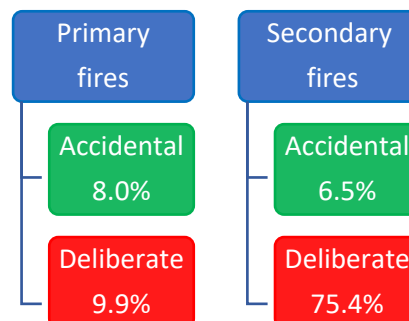 Primary
fires
Accidental
8.0%
Deliberate
9.9%
Secondary
fires
Accidental
6.5%
Deliberate
75.4%